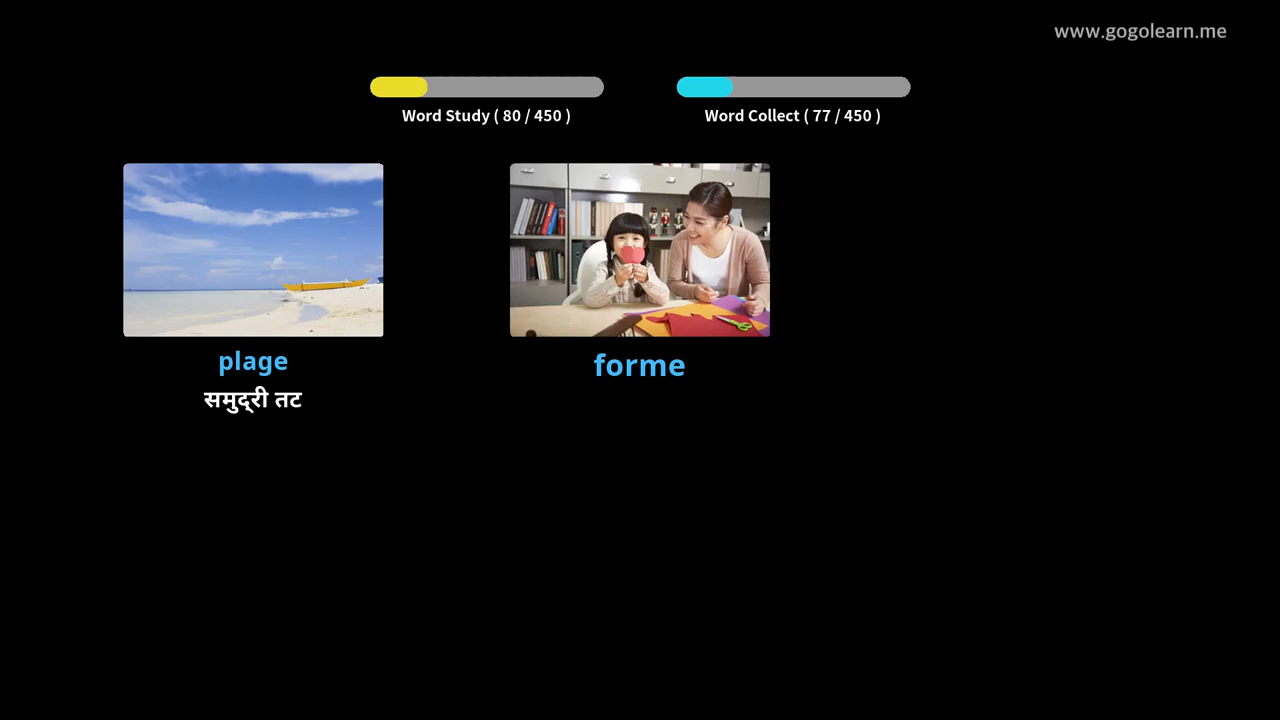 www.gogolearn.me
Word Study ( 80 / 450 )
Word Collect ( 77 / 450 )
plage
समुद्री तट
forme